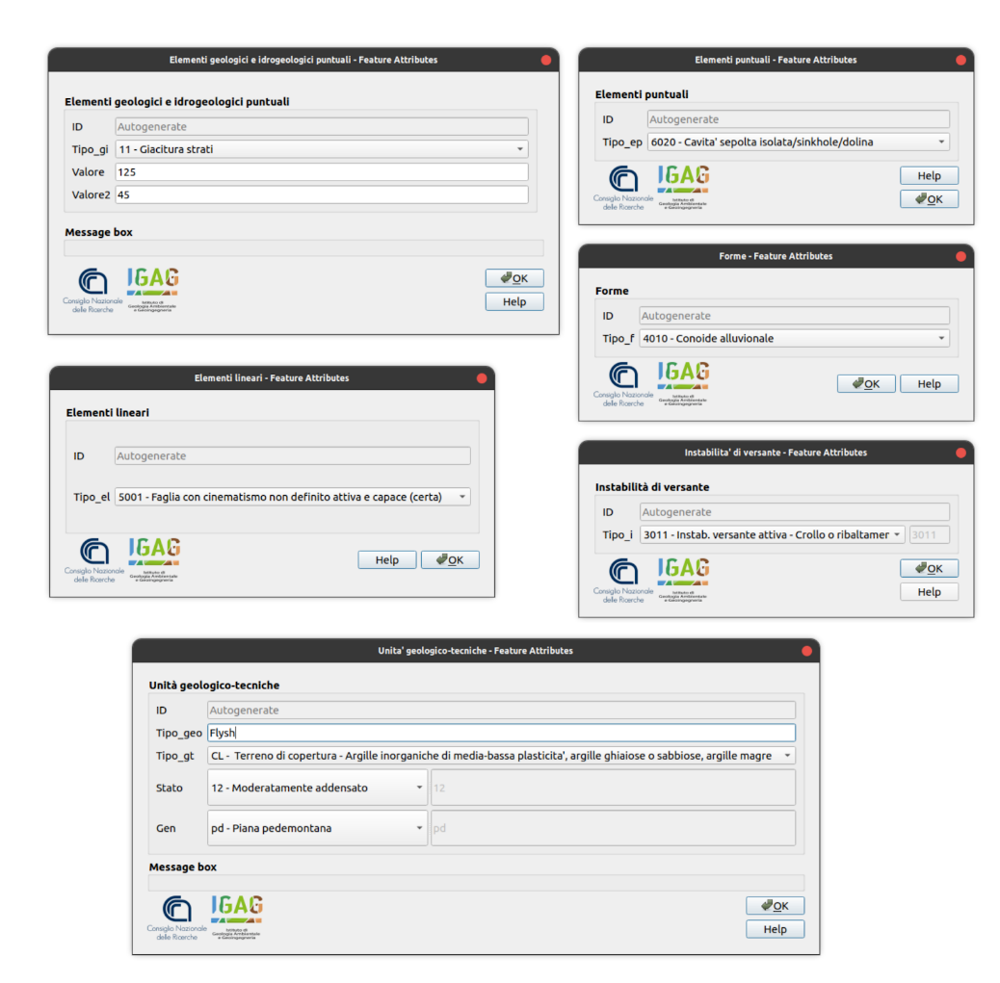 Elementi geologici e idrogeologici puntuali - Feature Attributes
Elementi geologici e idrogeologici puntuali
ID Autogenerate
Tipo_gi 11 - Giacitura strati
Valore 125
Valore2 45
Message box
Consiglio Nazionale
delle Ricerche
IGAG
Istituto di
Geologia Ambientale
e Geoingegneria
OK
Help
Elementi puntuali - Feature Attributes
Elementi puntuali
ID Autogenerate
Tipo_ep 6020 - Cavita' sepolta isolata/sinkhole/dolina
Consiglio Nazionale
delle Ricerche
IGAG
Istituto di
Geologia Ambientale
e Geoingegneria
Help
OK
Forme - Feature Attributes
Forme
ID Autogenerate
Tipo_f 4010 - Conoide alluvionale
Consiglio Nazionale
delle Ricerche
IGAG
Istituto di
Geologia Ambientale
e Geoingegneria
OK Help
Elementi lineari - Feature Attributes
Elementi lineari
ID Autogenerate
Tipo_el 5001 - Faglia con cinematismo non definito attiva e capace (certa)
Consiglio Nazionale
delle Ricerche
IGAG
Istituto di
Geologia Ambientale
e Geoingegneria
Help OK
Instabilita' di versante - Feature Attributes
Instabilità di versante
ID Autogenerate
Tipo_i 3011 - Instab. versante attiva - Crollo o ribaltamer 3011
Consiglio Nazionale
delle Ricerche
IGAG
Istituto di
Geologia Ambientale
e Geoingegneria
OK
Help
Unita' geologico-tecniche - Feature Attributes
Unità geologico-tecniche
ID Autogenerate
Tipo_geo Flysh
Tipo_gt CL - Terreno di copertura - Argille inorganiche di media-bassa plasticita', argille ghiaiose o sabbiose, argille magre
Stato 12 - Moderatamente addensato 12
Gen pd - Piana pedemontana pd
Message box
Consiglio Nazionale
delle Ricerche
IGAG
Istituto di
Geologia Ambientale
e Geoingegneria
OK
Help